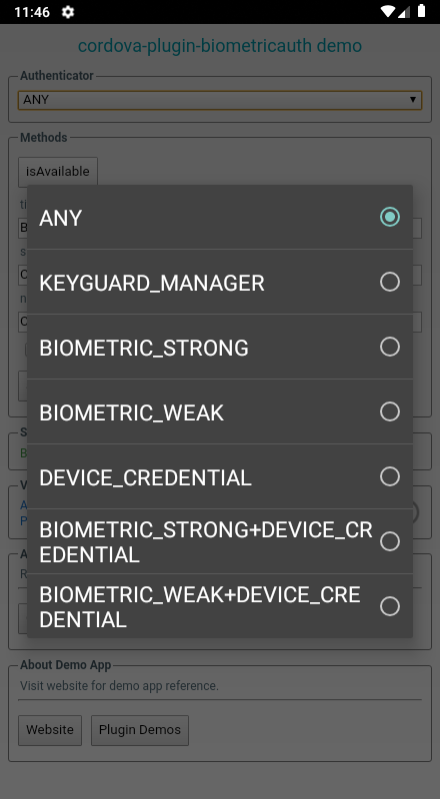 11:46
cordova-plugin-biometricauth demo
Authenticator
ANY
Methods
isAvailable
ANY
KEYGUARD_MANAGER
BIOMETRIC_STRONG
BIOMETRIC_WEAK
DEVICE_CREDENTIAL
BIOMETRIC_STRONG+DEVICE_CR
EDENTIAL
BIOMETRIC_WEAK+DEVICE_CRE
DENTIAL
About Demo App
Visit website for demo app reference.
Website Plugin Demos